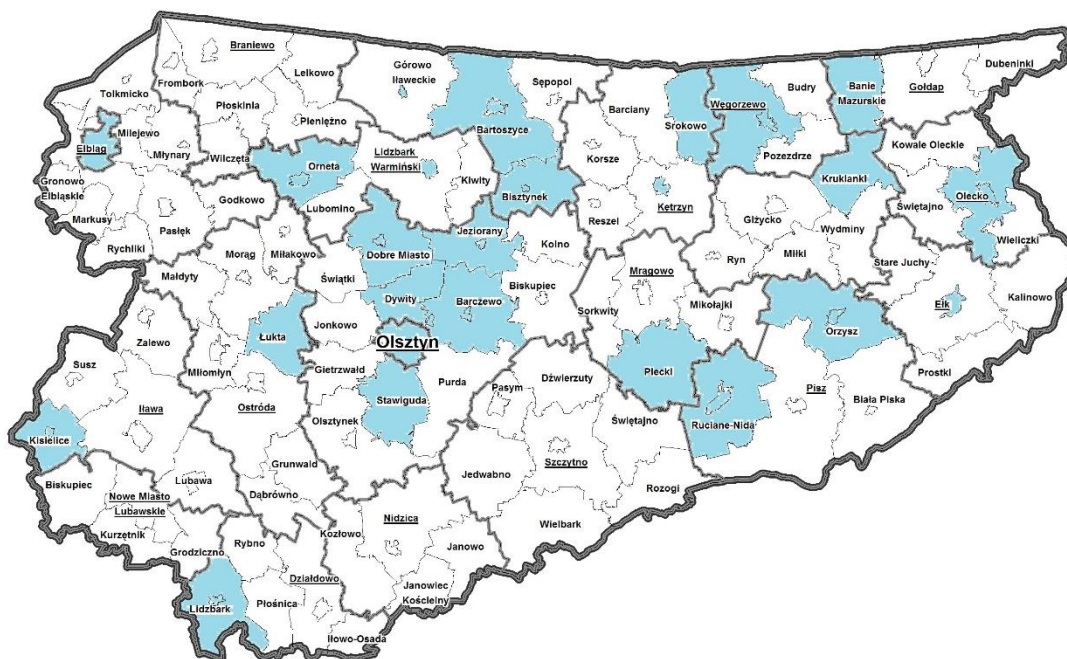 Braniewo
Frombork
Lelkowo
Tolkmicko
Płoskinia
Pieniężno
Górowo
Iławeckie
Sępopol
Bartoszyce
Barciany
Srokowo
Węgorzewo
Budry
Banie
Mazurskie
Gołdap
Dubeninki
Elbląg
Milejewo
Młynary
Wilczęta
Orneta
Lidzbark
Warmiński
Kiwity
Bisztynek
Korsze
Reszel
Kętrzyn
Pozezdrze
Kruklanki
Kowale Oleckie
Olecko
Świętajno
Wieliczki
Gronowo
Elbląskie
Markusy
Rychliki
Pasłęk
Godkowo
Lubomino
Jeziorany
Kolno
Giżycko
Wydminy
Ryn
Miłki
Stare Juchy
Ełk
Kalinowo
Małdyty
Morąg
Miłakowo
Świątki
Dobre Miasto
Dywity
Barczewo
Biskupiec
Sorkwity
Mrągowo
Mikołajki
Orzysz
Prostki
Łukta
Jonkowo
Olsztyn
Susz
Zalewo
Miłomłyn
Gietrzwałd
Stawiguda
Purda
Pasym
Dźwierzuty
Piecki
Ruciane-Nida
Pisz
Biała Piska
Kisielice
Iława
Ostróda
Olsztynek
Świętajno
Szczytno
Jedwabno
Rozogi
Wielbark
Biskupiec
Nowe Miasto
Lubawskie
Kurzętnik
Lubawa
Grunwald
Dąbrówno
Grodziczno
Rybno
Kozłowo
Nidzica
Janowo
Janowiec
Kościelny
Lidzbark
Płośnica
Działdowo
Iłowo-Osada